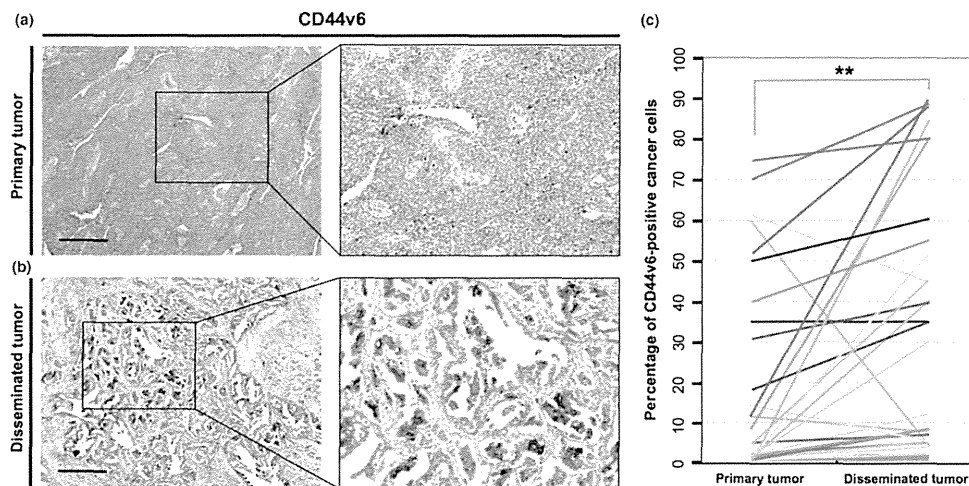 (a)
CD44v6
Primary tumor
(b)
Disseminated tumor
(c)
Percentage of CD44v6-positive cancer cells
100
90
80
70
60
50
40
30
20
10
0
**
Primary tumor
Disseminated tumor